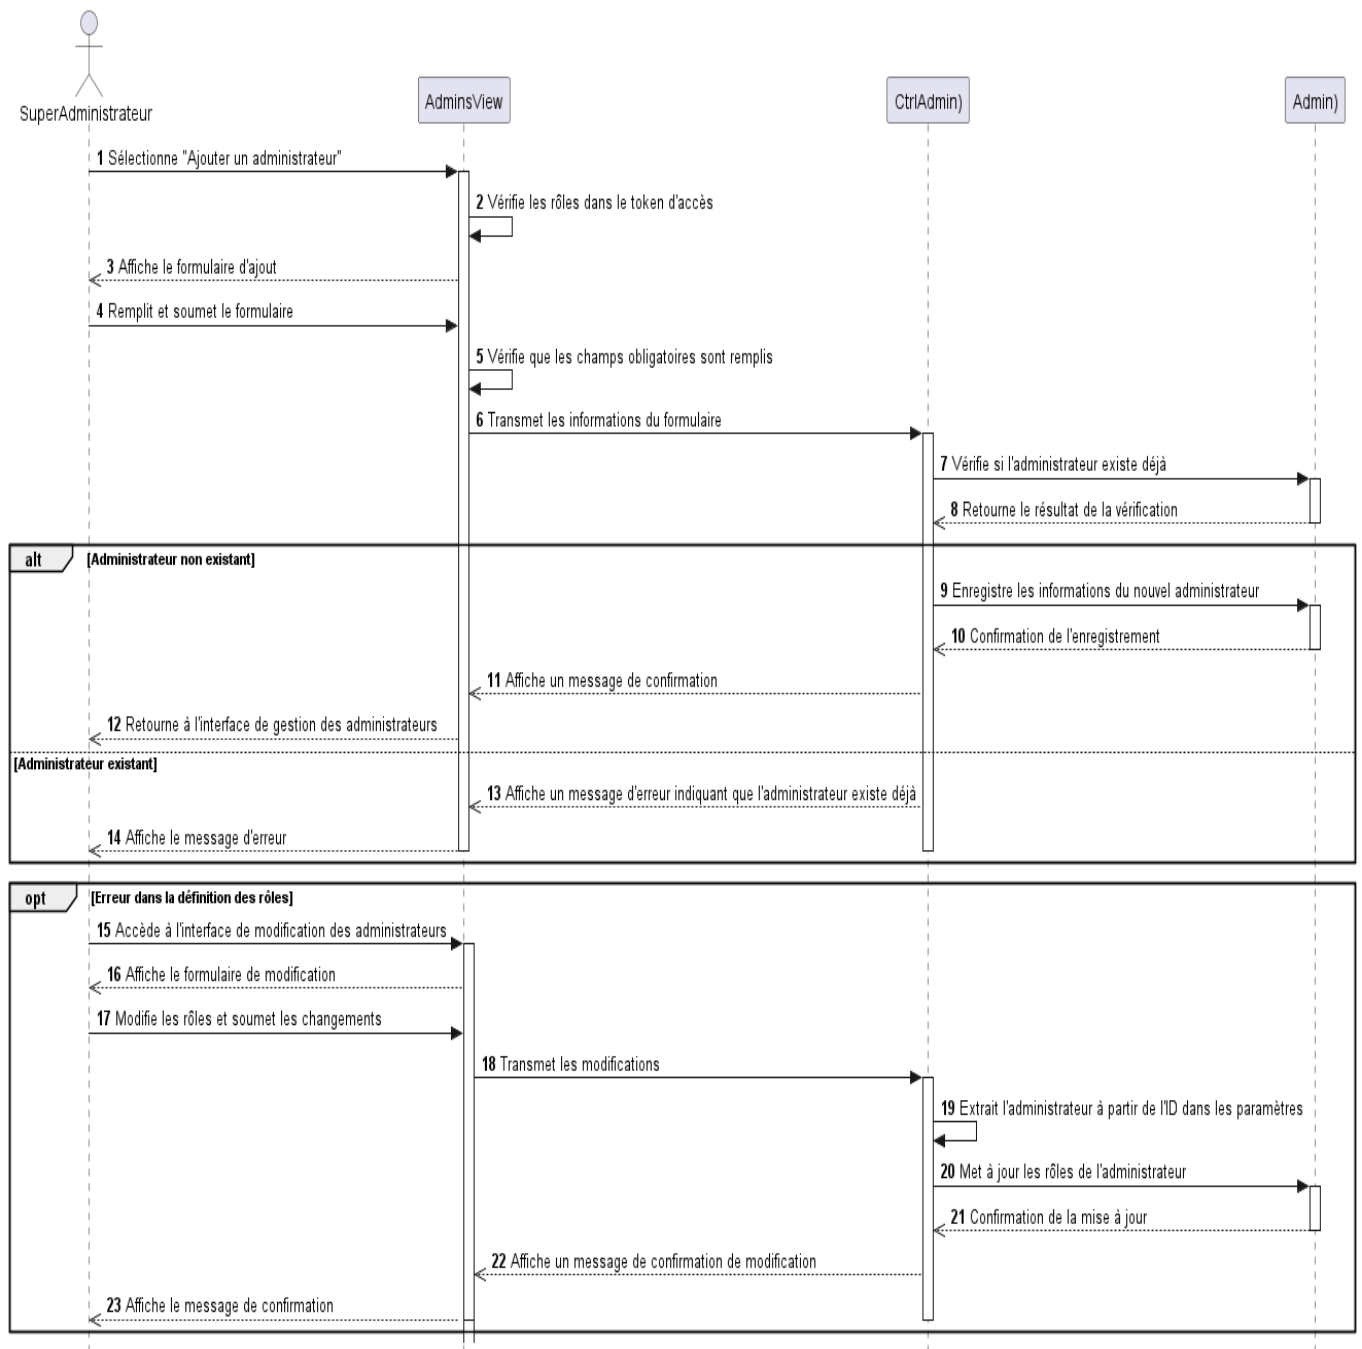 SuperAdministrateur
AdminsView
CtrlAdmin)
Admin)
1 Sélectionne "Ajouter un administrateur"
2 Vérifie les rôles dans le token d'accès
3 Affiche le formulaire d'ajout
4 Remplit et soumet le formulaire
5 Vérifie que les champs obligatoires sont remplis
6 Transmet les informations du formulaire
7 Vérifie si l'administrateur existe déjà
8 Retourne le résultat de la vérification
alt [Administrateur non existant]
9 Enregistre les informations du nouvel administrateur
10 Confirmation de l'enregistrement
11 Affiche un message de confirmation
12 Retourne à l'interface de gestion des administrateurs
[Administrateur existant]
13 Affiche un message d'erreur indiquant que l'administrateur existe déjà
14 Affiche le message d'erreur
opt [Erreur dans la définition des rôles]
15 Accède à l'interface de modification des administrateurs
16 Affiche le formulaire de modification
17 Modifie les rôles et soumet les changements
18 Transmet les modifications
19 Extrait l'administrateur à partir de l'ID dans les paramètres
20 Met à jour les rôles de l'administrateur
21 Confirmation de la mise à jour
22 Affiche un message de confirmation de modification
23 Affiche le message de confirmation